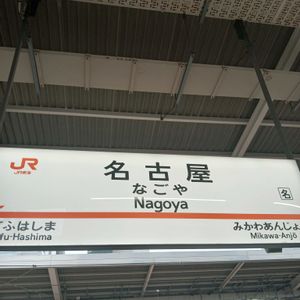 JR
JR東海
名古屋
なごや
Nagoya
名
ふはしま
fu-Hashima
みかわあんじょ
Mikawa-Anjō